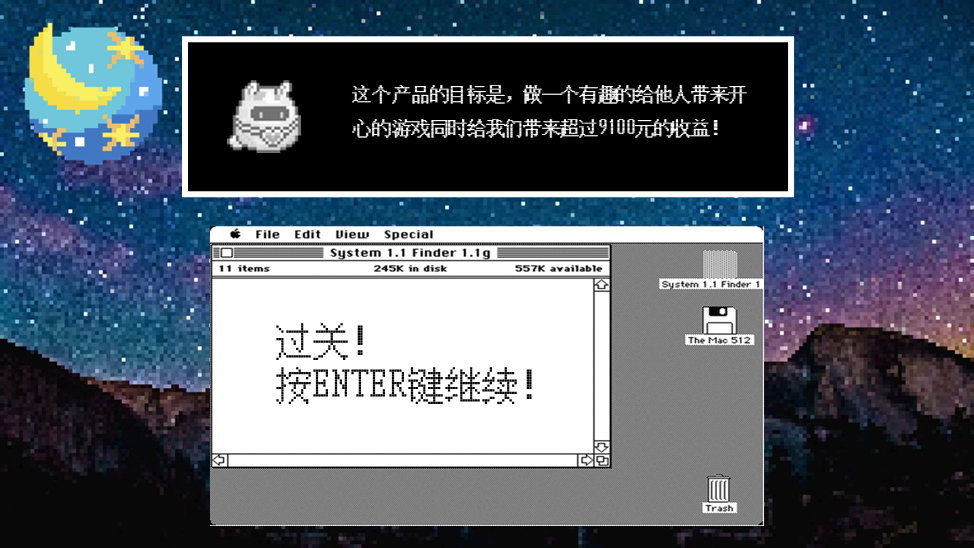 这个产品的目标是，做一个有趣的给他人带来开
心的游戏同时给我们带来超过9100元的收益！
File Edit View Special
System 1.1 Finder 1.1g
11 items 245K in disk 557K available
System 1.1 Finder 1
The Mac 512
过关！
按ENTER键继续！
Trash